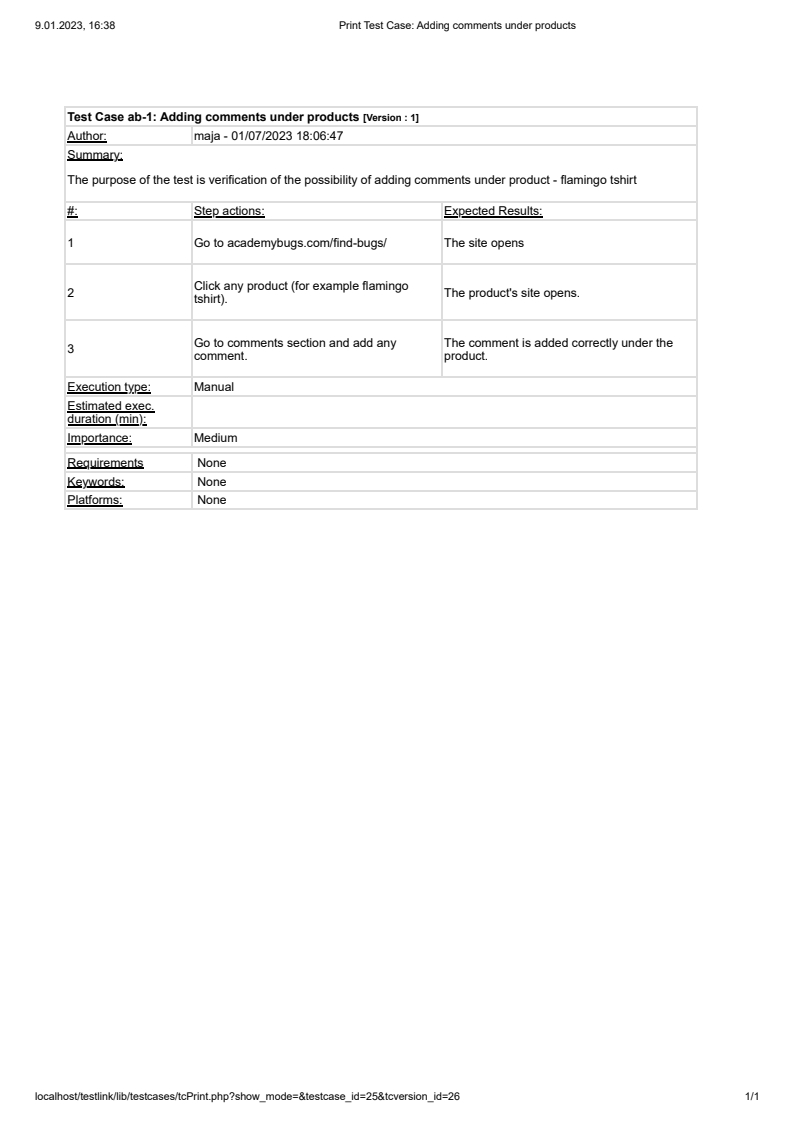 9.01.2023, 16:38 Print Test Case: Adding comments under products
Test Case ab-1: Adding comments under products [Version : 1]
Author: maja - 01/07/2023 18:06:47
Summary:
The purpose of the test is verification of the possibility of adding comments under product - flamingo tshirt
#: Step actions: Expected Results:
1 Go to academybugs.com/find-bugs/ The site opens
2 Click any product (for example flamingo
tshirt). The product's site opens.
3 Go to comments section and add any
comment. The comment is added correctly under the
product.
Execution type: Manual
Estimated exec.
duration (min):
Importance: Medium
Requirements None
Keywords: None
Platforms: None
localhost/testlink/lib/testcases/tcPrint.php?show_mode=&testcase_id=25&tcversion_id=26 1/1